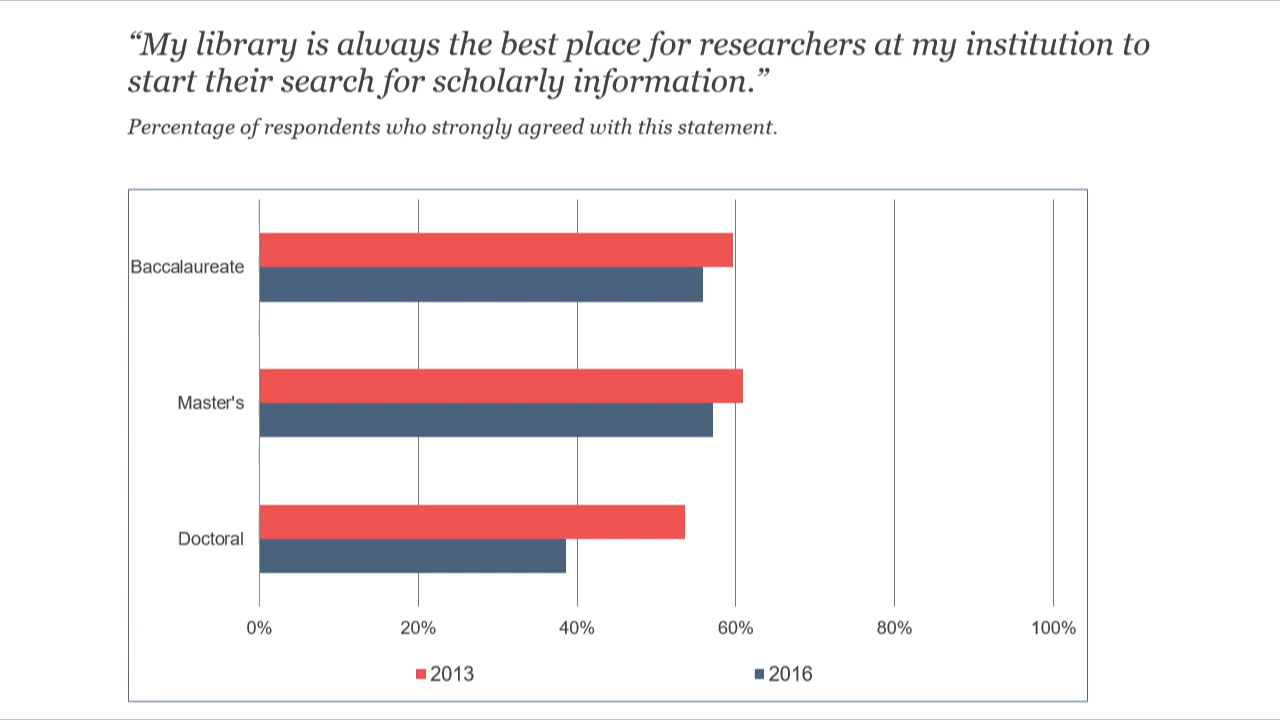 “My library is always the best place for researchers at my institution to
start their search for scholarly information.”
Percentage of respondents who strongly agreed with this statement.
Baccalaureate
Master's
Doctoral
0% 20% 40% 60% 80% 100%
2013 2016